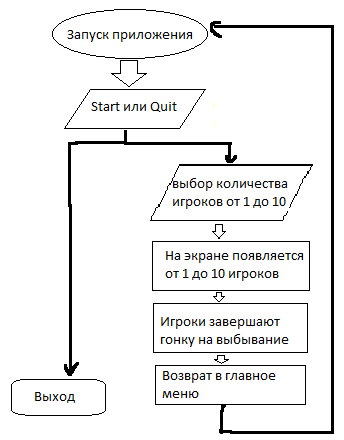 Запуск приложения
Start или Quit
выбор количества
игроков от 1 до 10
На экране появляется
от 1 до 10 игроков
Игроки завершают
гонку на выбывание
Возврат в главное
меню
Выход